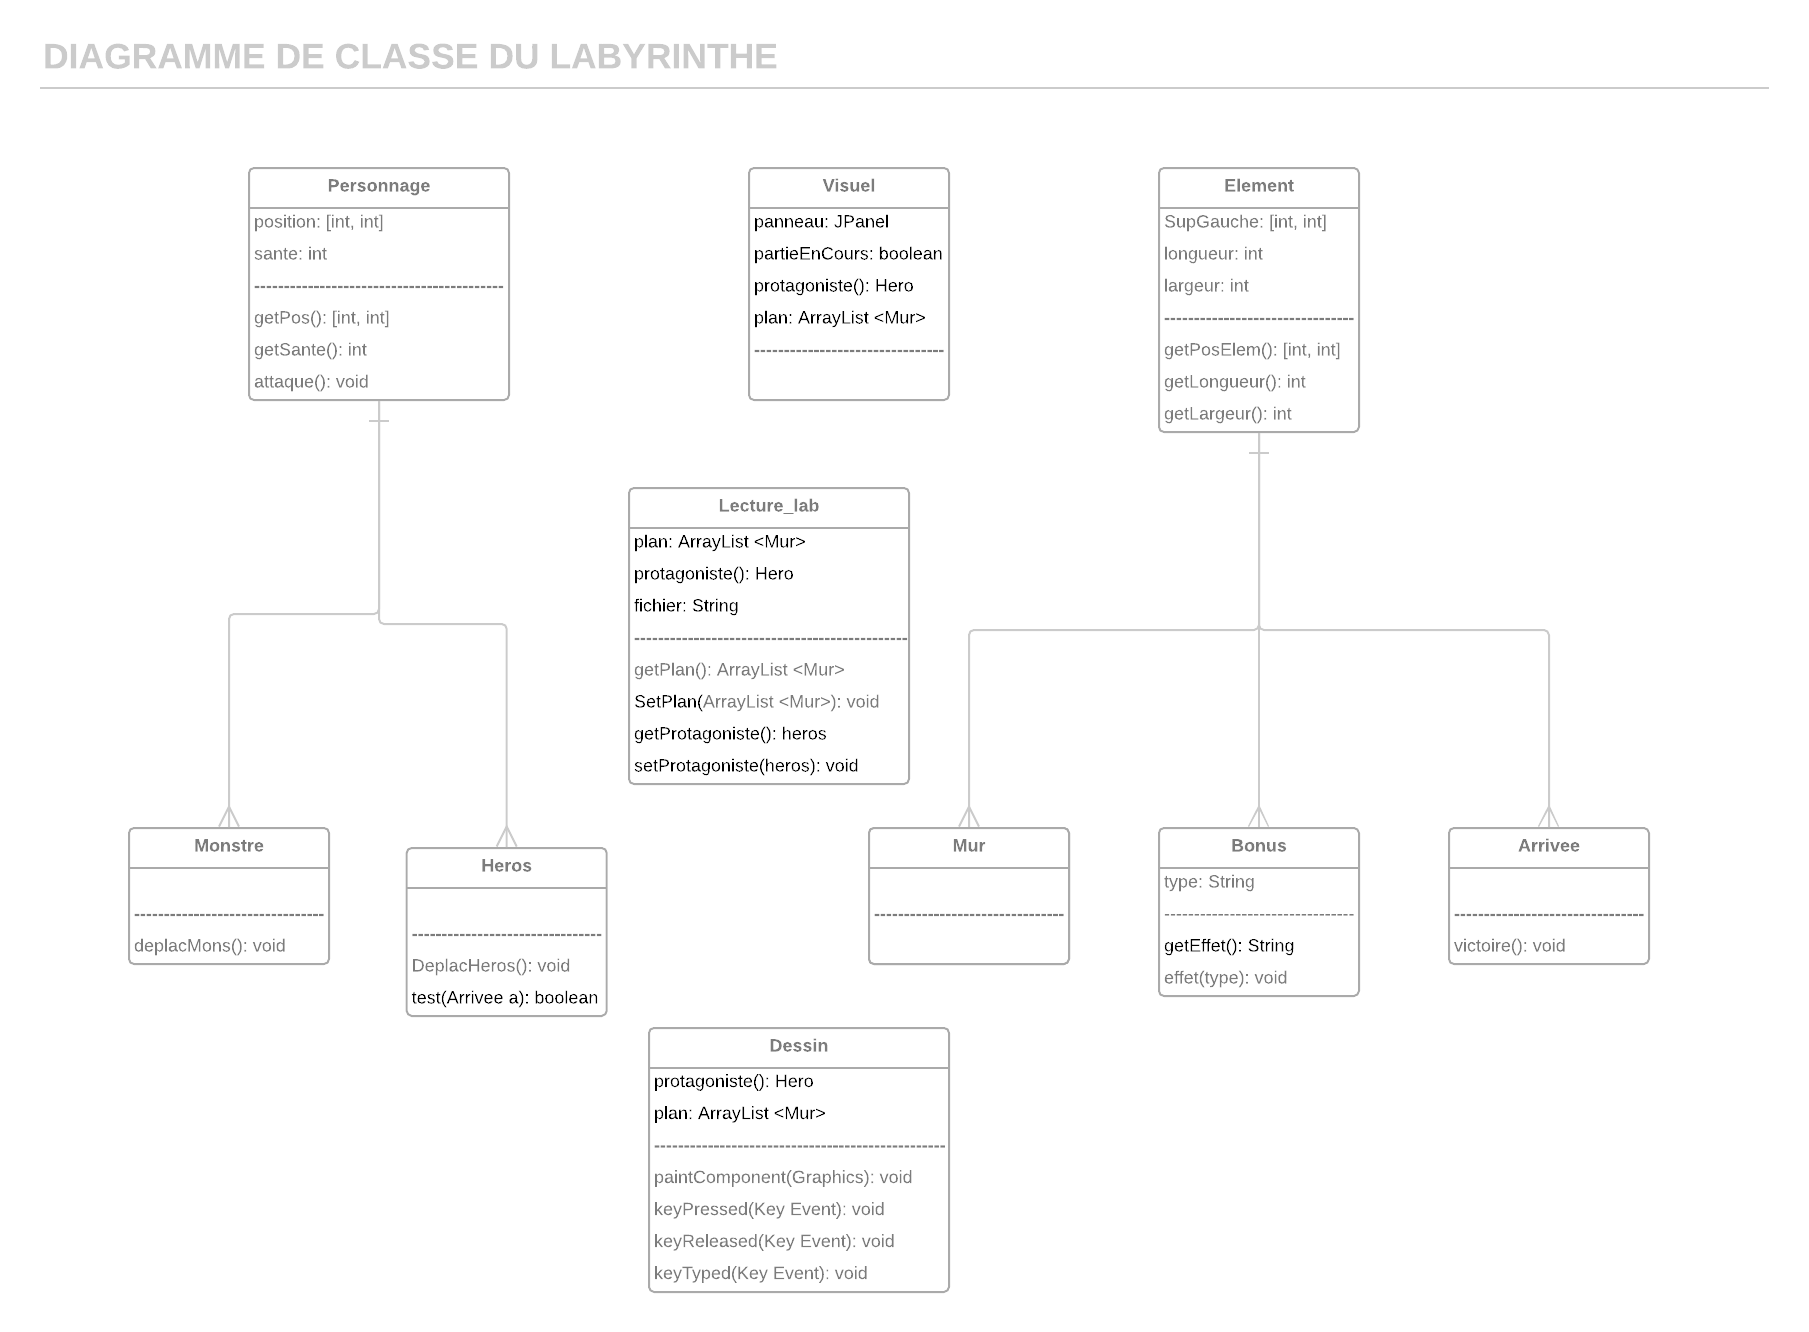 DIAGRAMME DE CLASSE DU LABYRINTHE
Personnage
position: [int, int]
sante: int
getPos(): [int, int]
getSante(): int
attaque(): void
Visuel
panneau: JPanel
partieEnCours: boolean
protagoniste(): Hero
plan: ArrayList <Mur>
Element
SupGauche: [int, int]
longueur: int
largeur: int
getPosElem(): [int, int]
getLongueur(): int
getLargeur(): int
Lecture_lab
plan: ArrayList <Mur>
protagoniste(): Hero
fichier: String
getPlan(): ArrayList <Mur>
SetPlan(ArrayList <Mur>): void
getProtagoniste(): heros
setProtagoniste(heros): void
Monstre
deplacMons(): void
Heros
DeplacHeros(): void
test(Arrivee a): boolean
Mur
Bonus
type: String
getEffet(): String
effet(type): void
Arrivee
victoire(): void
Dessin
protagoniste(): Hero
plan: ArrayList <Mur>
paintComponent(Graphics): void
keyPressed(Key Event): void
keyReleased(Key Event): void
keyTyped(Key Event): void